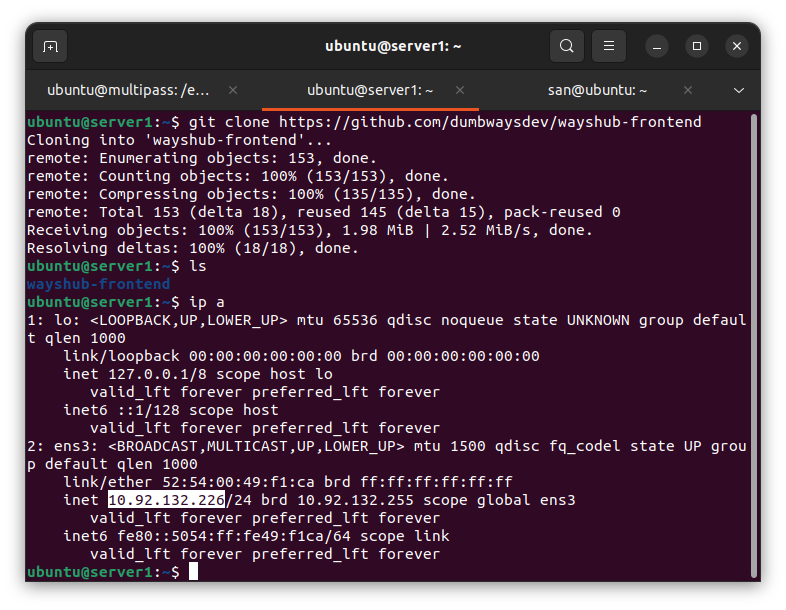 ubuntu@server1: ~
ubuntu@multipass: /e...
ubuntu@server1: ~
san@ubuntu: ~
ubuntu@server1:~$ git clone https://github.com/dumbwaysdev/wayshub-frontend
Cloning into 'wayshub-frontend'...
remote: Enumerating objects: 153, done.
remote: Counting objects: 100% (153/153), done.
remote: Compressing objects: 100% (135/135), done.
remote: Total 153 (delta 18), reused 145 (delta 15), pack-reused 0
Receiving objects: 100% (153/153), 1.98 MiB | 2.52 MiB/s, done.
Resolving deltas: 100% (18/18), done.
ubuntu@server1:~$ ls
wayshub-frontend
ubuntu@server1:~$ ip a
1: lo: <LOOPBACK,UP,LOWER_UP> mtu 65536 qdisc noqueue state UNKNOWN group defaul
t qlen 1000
    link/loopback 00:00:00:00:00:00 brd 00:00:00:00:00:00
    inet 127.0.0.1/8 scope host lo
       valid_lft forever preferred_lft forever
    inet6 ::1/128 scope host
       valid_lft forever preferred_lft forever
2: ens3: <BROADCAST,MULTICAST,UP,LOWER_UP> mtu 1500 qdisc fq_codel state UP grou
p default qlen 1000
    link/ether 52:54:00:49:f1:ca brd ff:ff:ff:ff:ff:ff
    inet 10.92.132.226/24 brd 10.92.132.255 scope global ens3
       valid_lft forever preferred_lft forever
    inet6 fe80::5054:ff:fe49:f1ca/64 scope link
       valid_lft forever preferred_lft forever
ubuntu@server1:~$